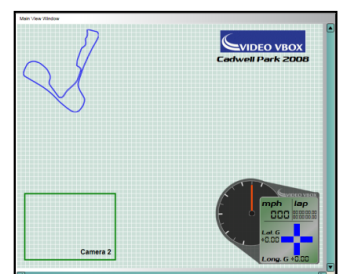 Main View Window
VIDEO VBOX
Cadwell Park 2008
mph lap
000
Lat. G
+0.00
Camera 2
Long. G +0.00